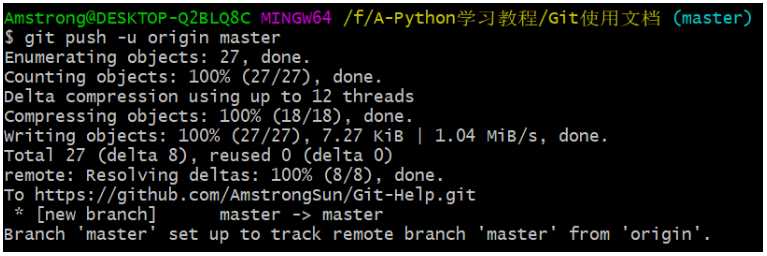 Amstrong@DESKTOP-Q2BLQ8C MINGW64 /f/A-Python学习教程/Git使用文档 (master)
$ git push -u origin master
Enumerating objects: 27, done.
Counting objects: 100% (27/27), done.
Delta compression using up to 12 threads
Compressing objects: 100% (18/18), done.
Writing objects: 100% (27/27), 7.27 KiB | 1.04 MiB/s, done.
Total 27 (delta 8), reused 0 (delta 0)
remote: Resolving deltas: 100% (8/8), done.
To https://github.com/AmstrongSun/Git-Help.git
 * [new branch]      master -> master
Branch 'master' set up to track remote branch 'master' from 'origin'.